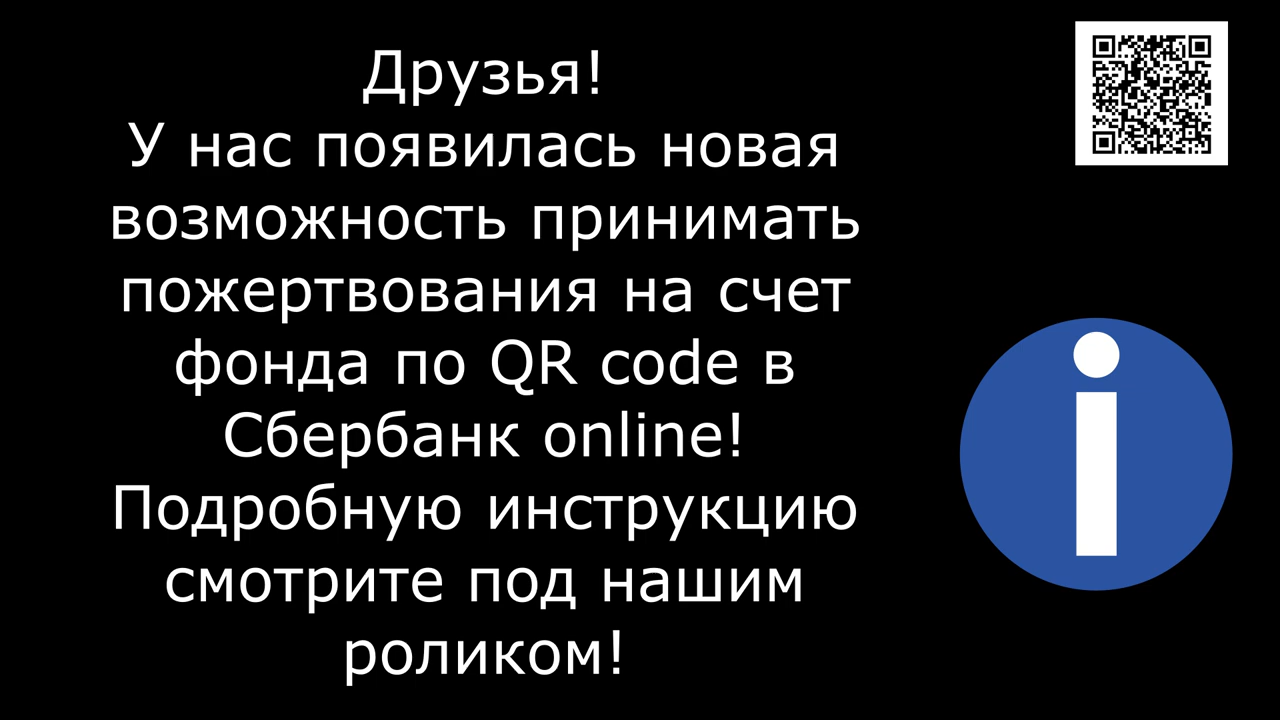 Друзья!
У нас появилась новая
возможность принимать
пожертвования на счет
фонда по QR code в
Сбербанк online!
Подробную инструкцию
смотрите под нашим
роликом!